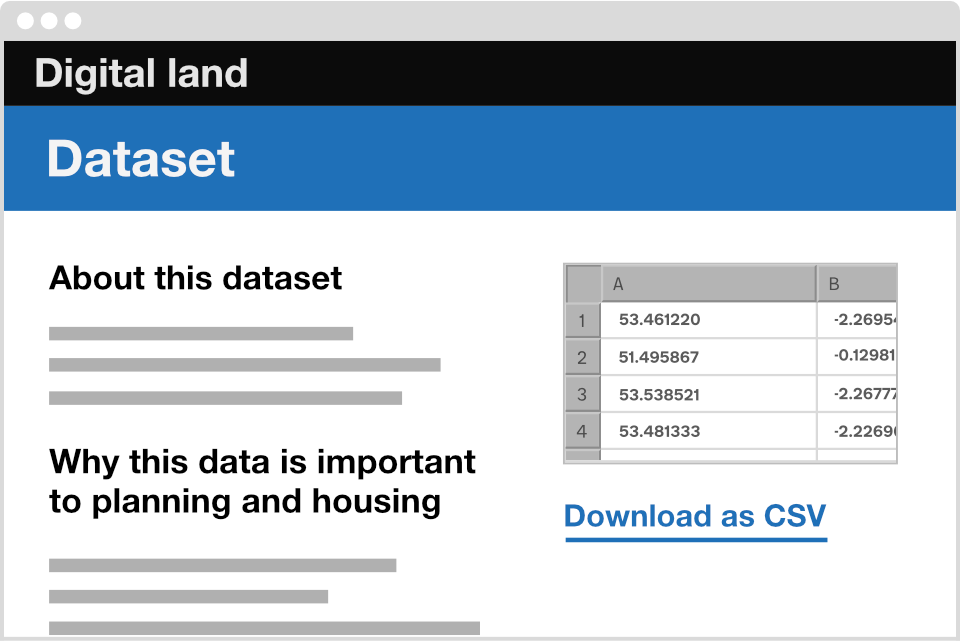 Digital land
Dataset
About this dataset
Why this data is important
to planning and housing
A B
1 53.461220 -2.26954
2 51.495867 -0.12981
3 53.538521 -2.26777
4 53.481333 -2.2269
Download as CSV